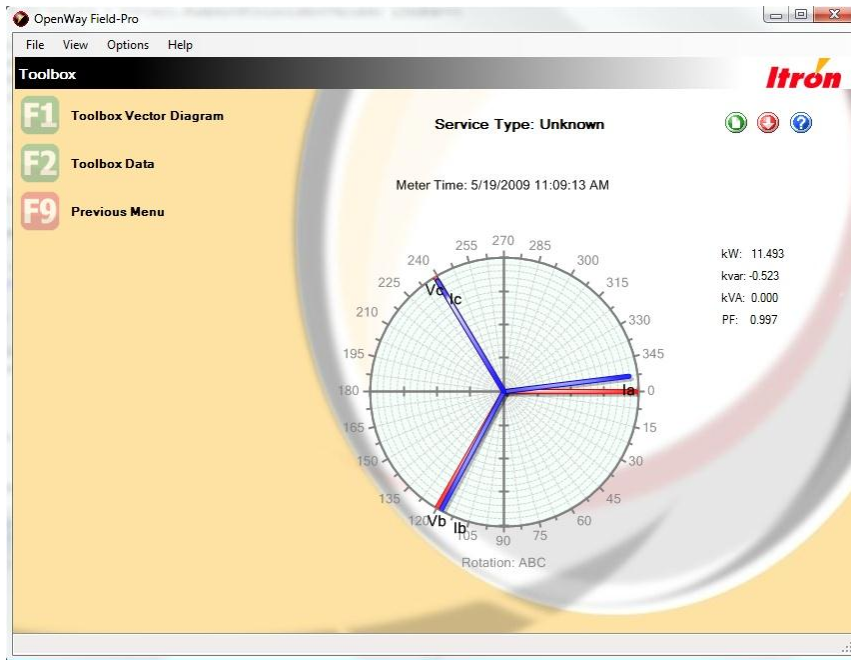 OpenWay Field-Pro
File View Options Help
Toolbox
Itron
F1 Toolbox Vector Diagram
F2 Toolbox Data
F9 Previous Menu
Service Type: Unknown
Meter Time: 5/19/2009 11:09:13 AM
270
255 285
240 300
225 315
210 330
195 345
180 0
165 15
150 30
135 45
120 60
105 75
90
Vc Ic
Ia
Vb Ib
Rotation: ABC
kW: 11.493
kvar: -0.523
kVA: 0.000
PF: 0.997